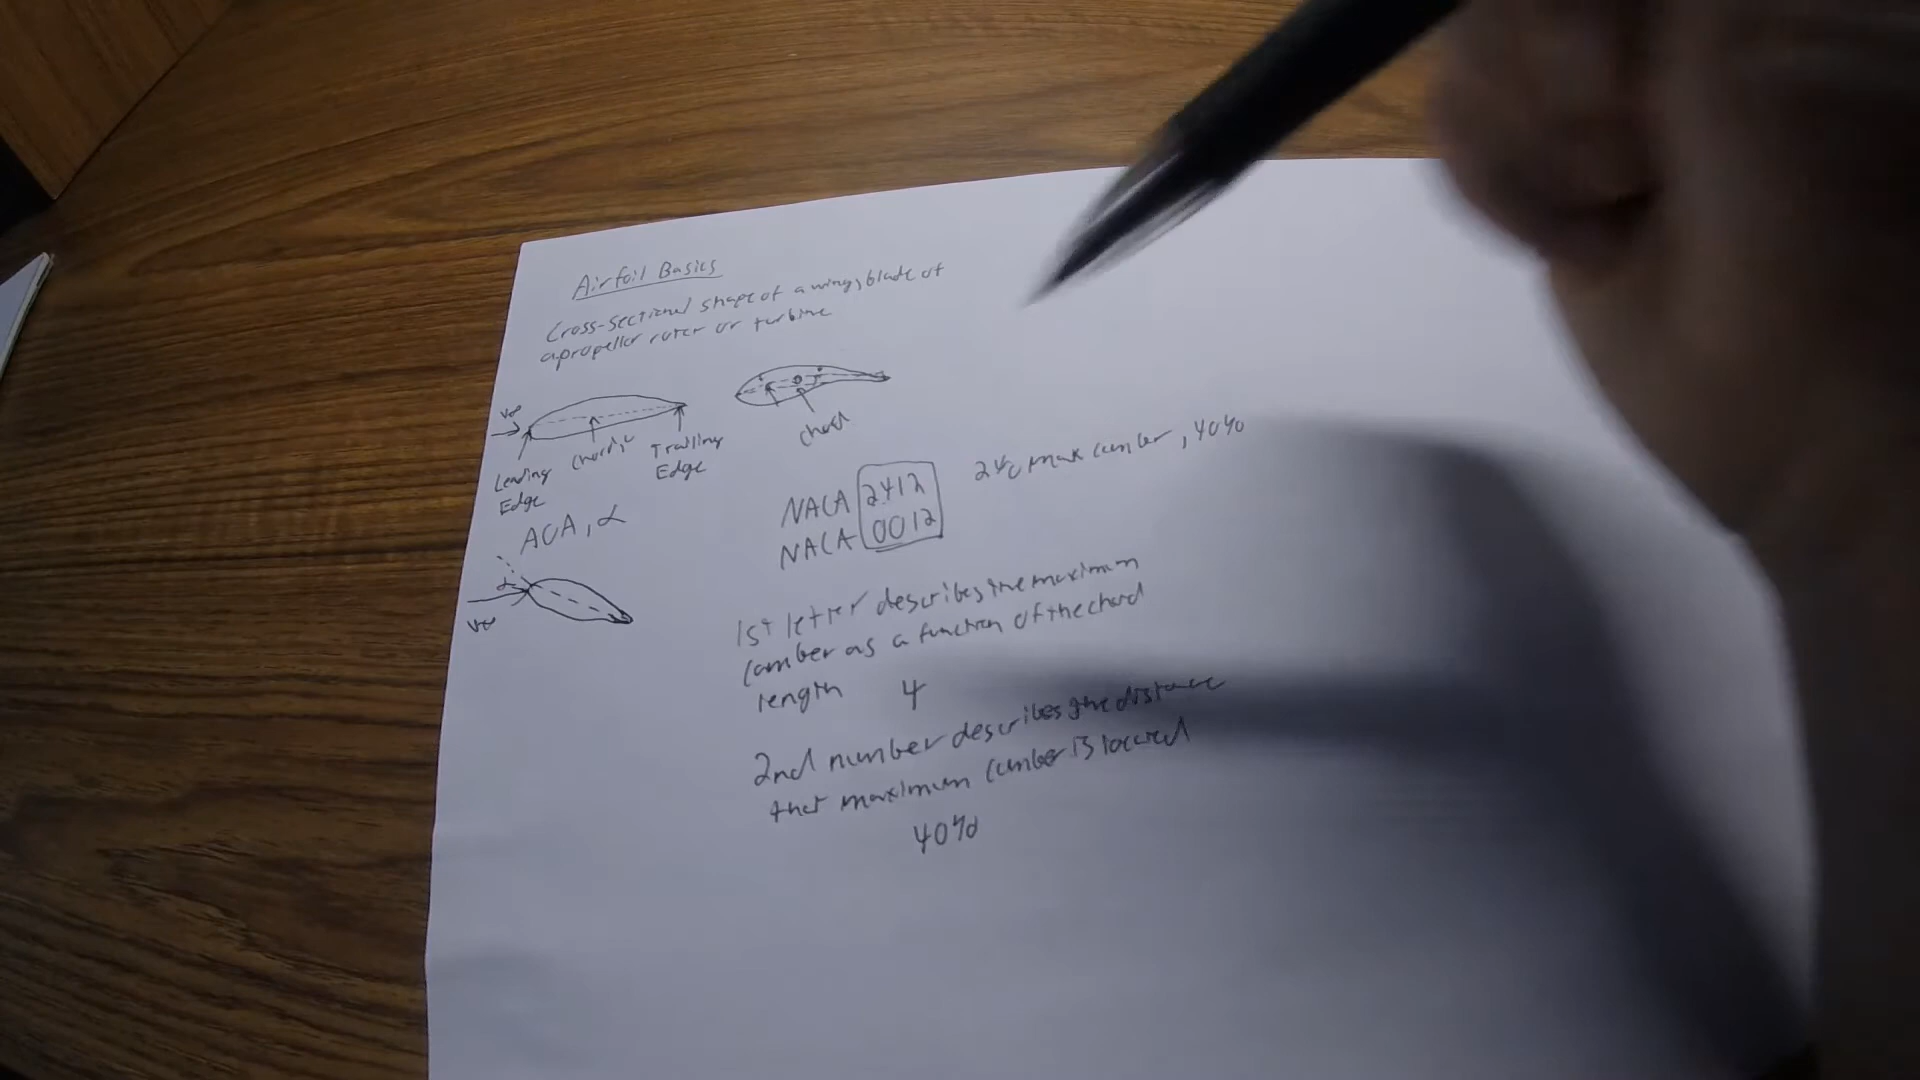 Airfoil Basics
Cross-sectional shape of a wing, blade of
a propeller rotor or turbine
V∞
Leading
Edge
Chord, c
Trailing
Edge
chord
AOA, α
α
V∞
NACA 2412
NACA 0012
2% max camber, 40%
1st letter describes the maximum
camber as a function of the chord
length 4
2nd number describes the distance
that maximum camber is located
40%